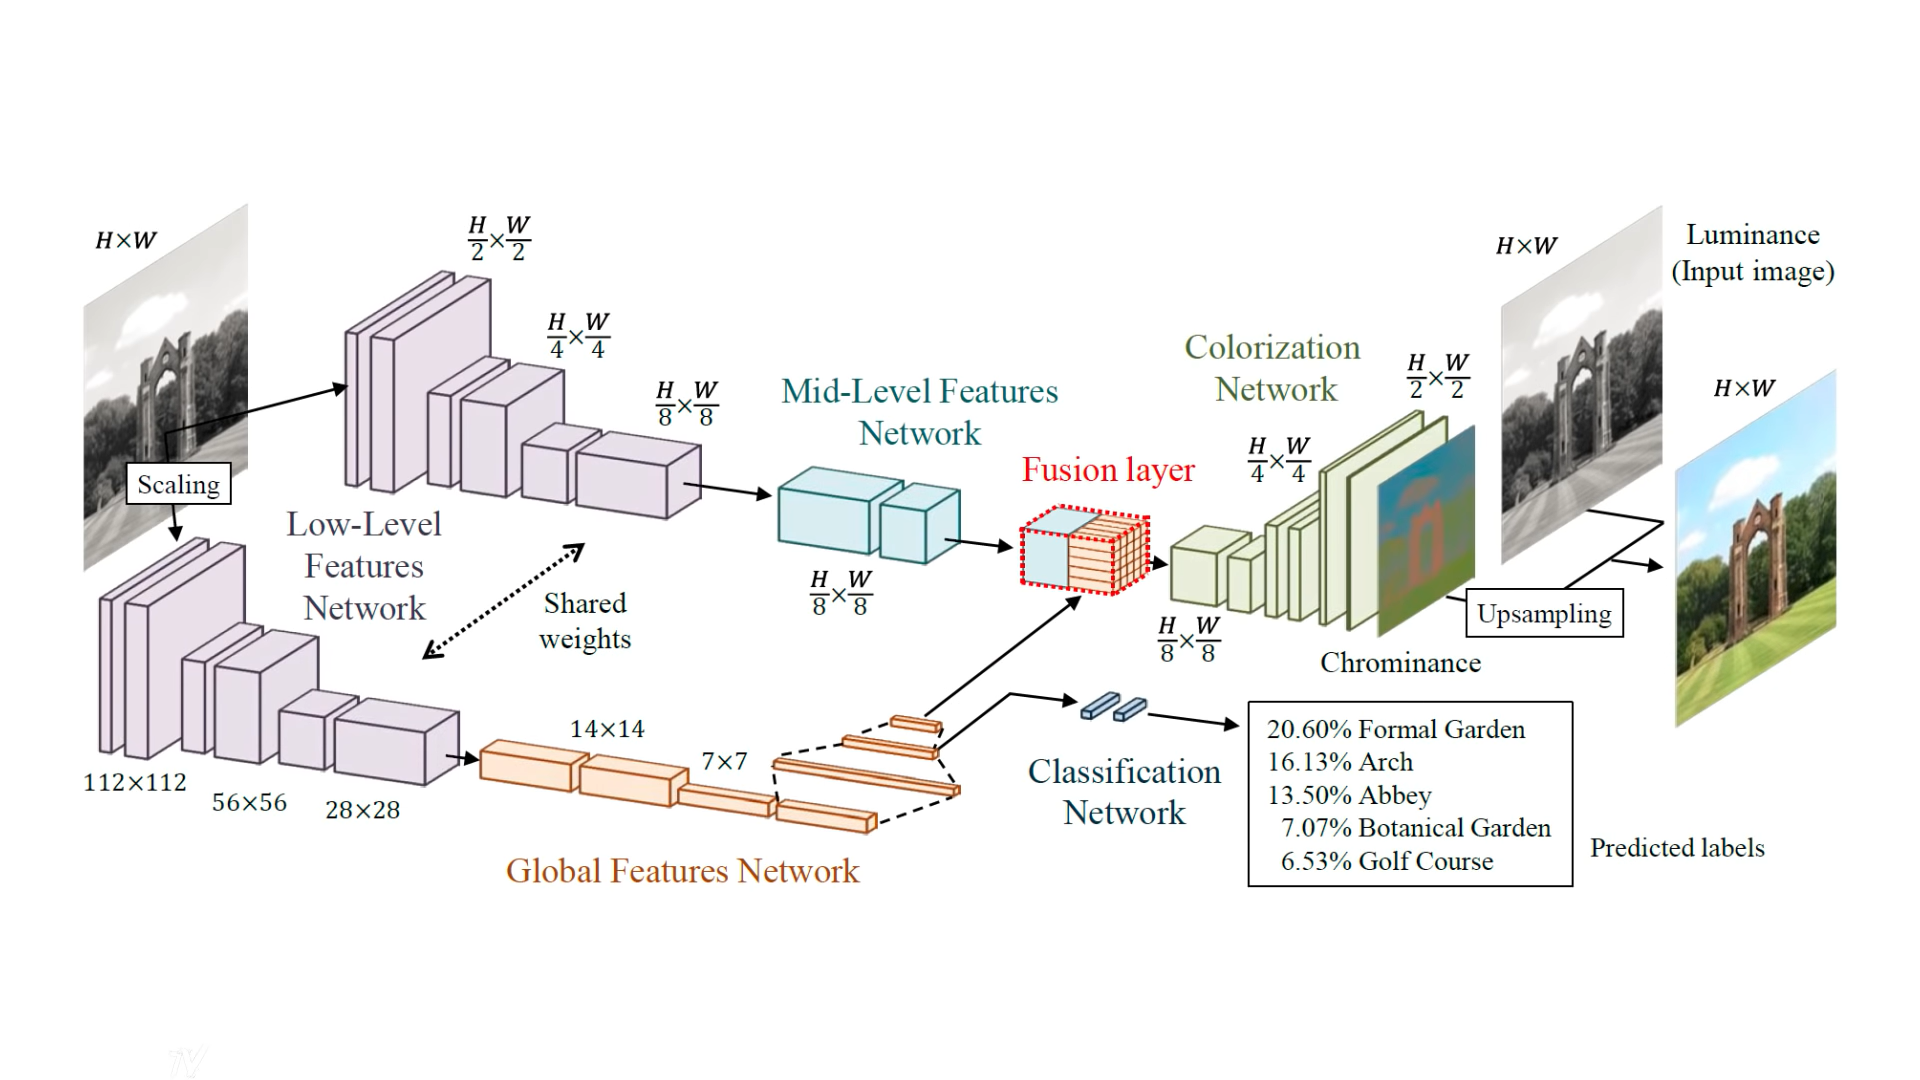 H×W
H/2×W/2
H/4×W/4
H/8×W/8
Scaling
Low-Level
Features
Network
Shared
weights
112×112
56×56
28×28
14×14
7×7
Global Features Network
Mid-Level Features
Network
H/8×W/8
Fusion layer
Colorization
Network
H/8×W/8
H/4×W/4
H/2×W/2
Chrominance
Upsampling
H×W
Luminance
(Input image)
H×W
Classification
Network
20.60% Formal Garden
16.13% Arch
13.50% Abbey
7.07% Botanical Garden
6.53% Golf Course
Predicted labels